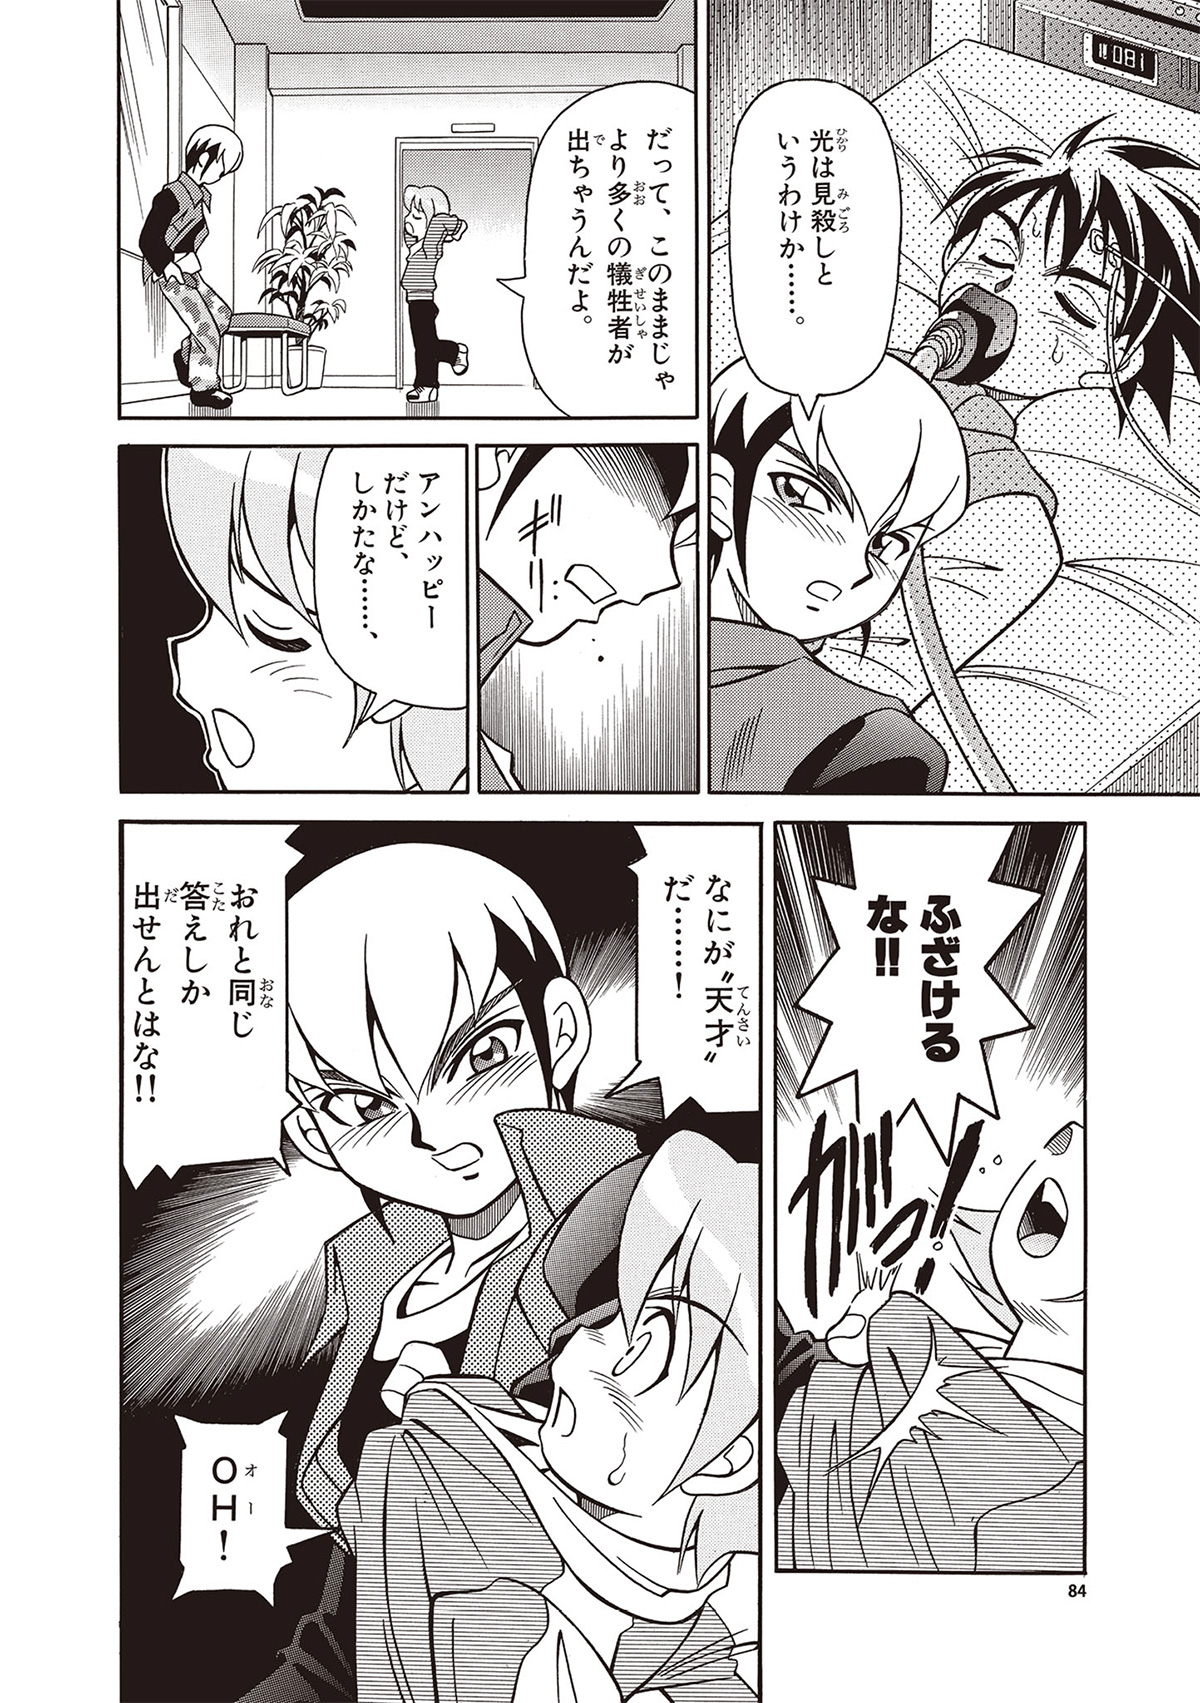 081
光は見殺しと
いうわけか……。
だって、このままじゃ
より多くの犠牲者が
出ちゃうんだよ。
ギ
アンハッピー
だけど、
しかたな……、
ふざける
な!!
ガッ!
なにが〝天才〟
だ……!
おれと同じ
答えしか
出せんとはな!!
OH!
84